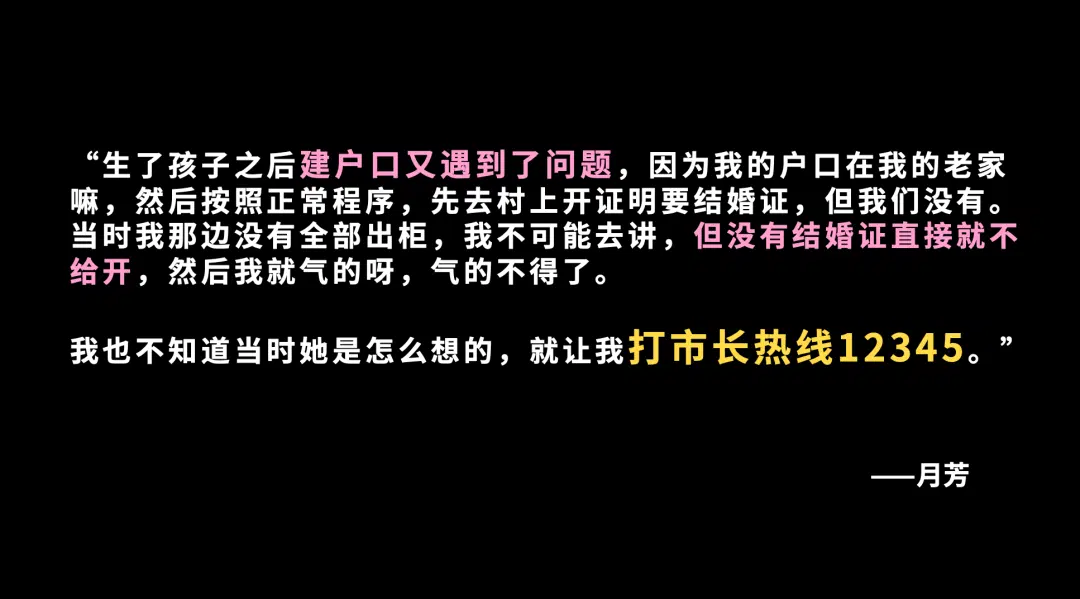 “生了孩子之后建户口又遇到了问题，因为我的户口在我的老家
嘛，然后按照正常程序，先去村上开证明要结婚证，但我们没有。
当时我那边没有全部出柜，我不可能去讲，但没有结婚证直接就不
给开，然后我就气的呀，气的不得了。
我也不知道当时她是怎么想的，就让我打市长热线12345。”
——月芳